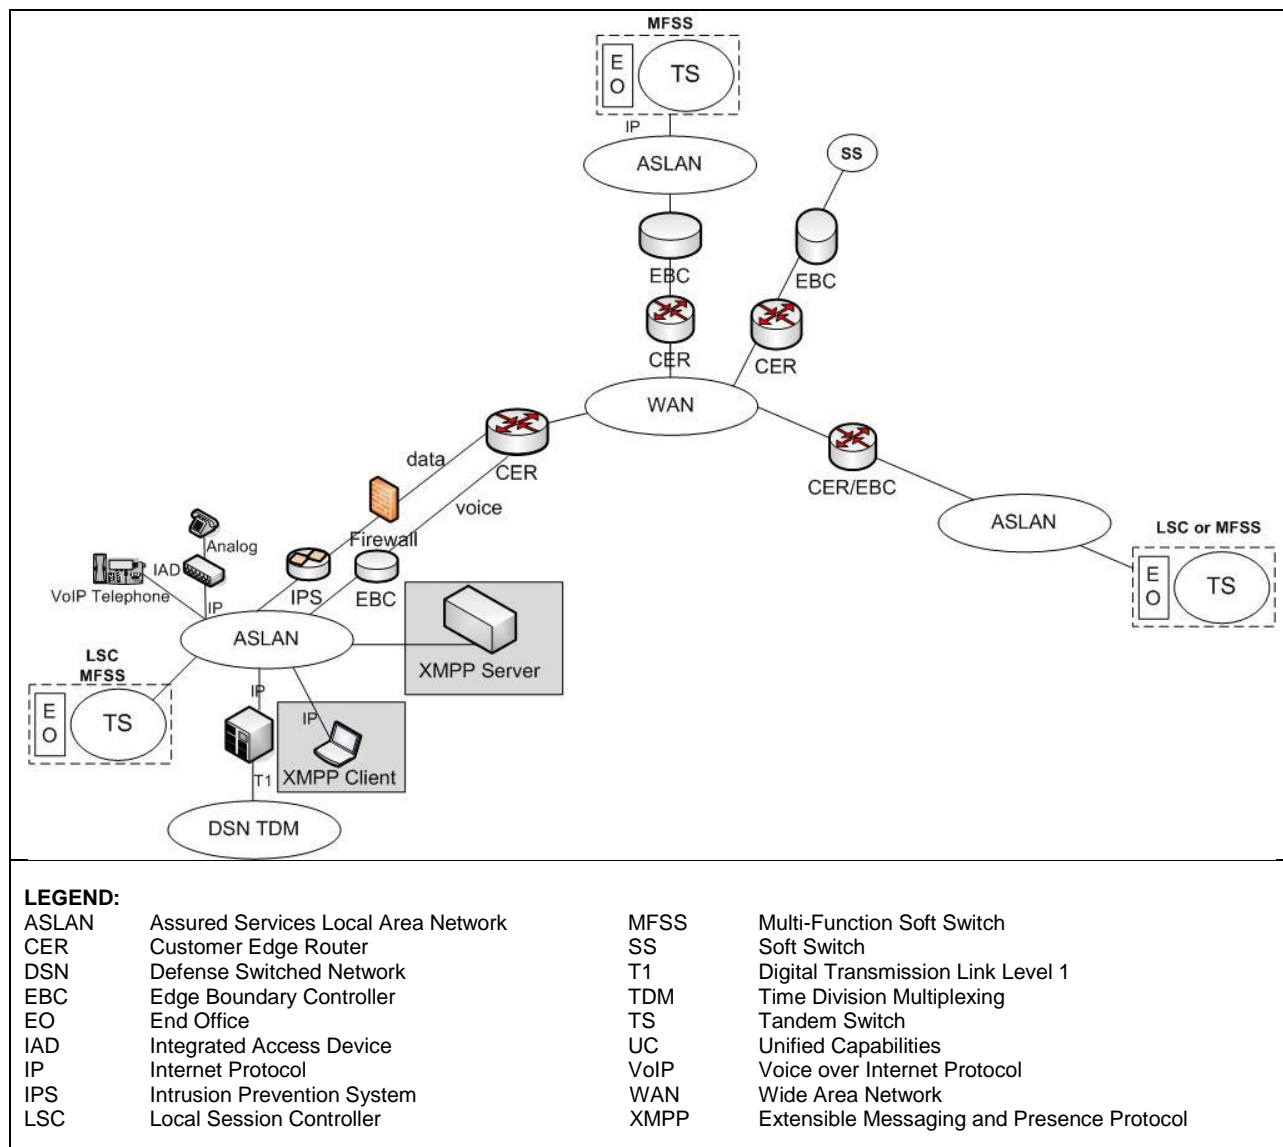 MFSS
E
O
TS
IP
ASLAN
SS
EBC
EBC
CER
CER
WAN
CER
data
CER/EBC
voice
ASLAN
LSC or MFSS
Firewall
Analog
IAD
VoIP Telephone
IP
IPS
EBC
E
O
TS
ASLAN
XMPP Server
LSC
MFSS
E
O
TS
IP
IP
T1
XMPP Client
DSN TDM
LEGEND:
ASLAN Assured Services Local Area Network
CER Customer Edge Router
DSN Defense Switched Network
EBC Edge Boundary Controller
EO End Office
IAD Integrated Access Device
IP Internet Protocol
IPS Intrusion Prevention System
LSC Local Session Controller
MFSS Multi-Function Soft Switch
SS Soft Switch
T1 Digital Transmission Link Level 1
TDM Time Division Multiplexing
TS Tandem Switch
UC Unified Capabilities
VoIP Voice over Internet Protocol
WAN Wide Area Network
XMPP Extensible Messaging and Presence Protocol